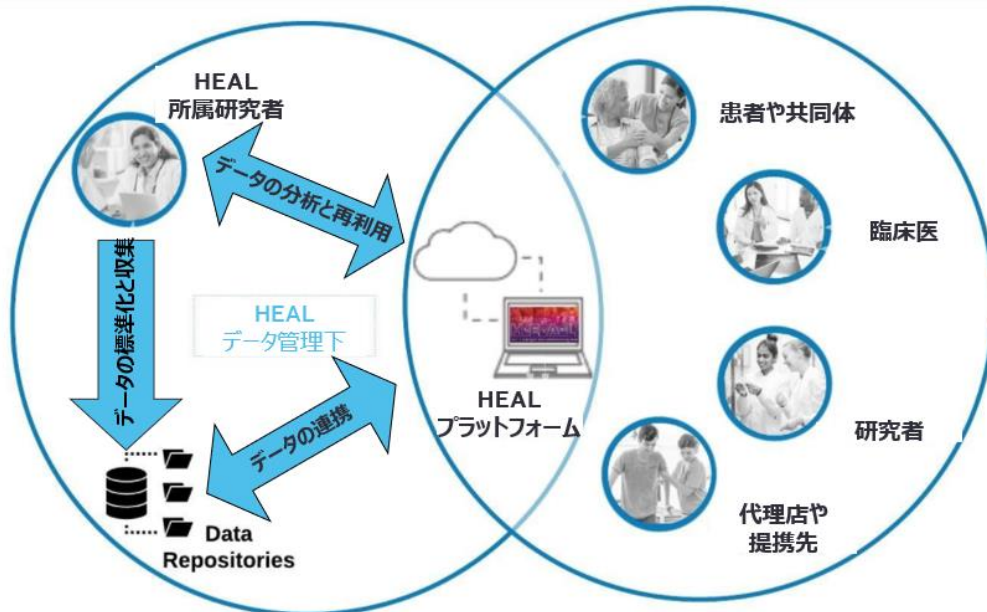 HEAL
所属研究者
データの分析と再利用
データの標準化と収集
HEAL
データ管理下
データの連携
Data
Repositories
HEAL
プラットフォーム
患者や共同体
臨床医
研究者
代理店や
提携先